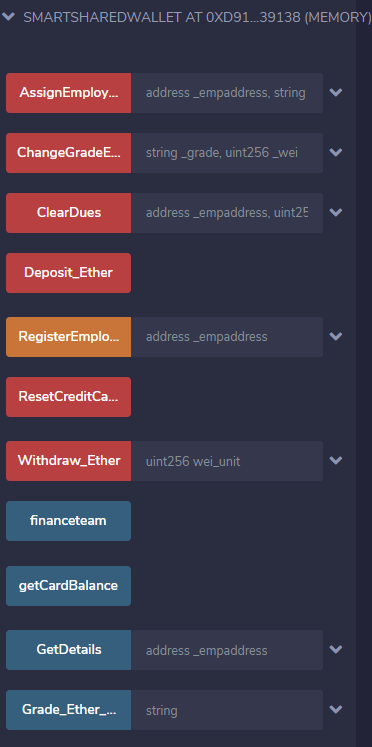 SMARTSHAREDWALLET AT 0XD91...39138 (MEMORY)
AssignEmploy... address _empaddress, string
ChangeGradeE... string _grade, uint256 _wei
ClearDues address _empaddress, uint25
Deposit_Ether
RegisterEmplo... address _empaddress
ResetCreditCa...
Withdraw_Ether uint256 wei_unit
financeteam
getCardBalance
GetDetails address _empaddress
Grade_Ether_... string